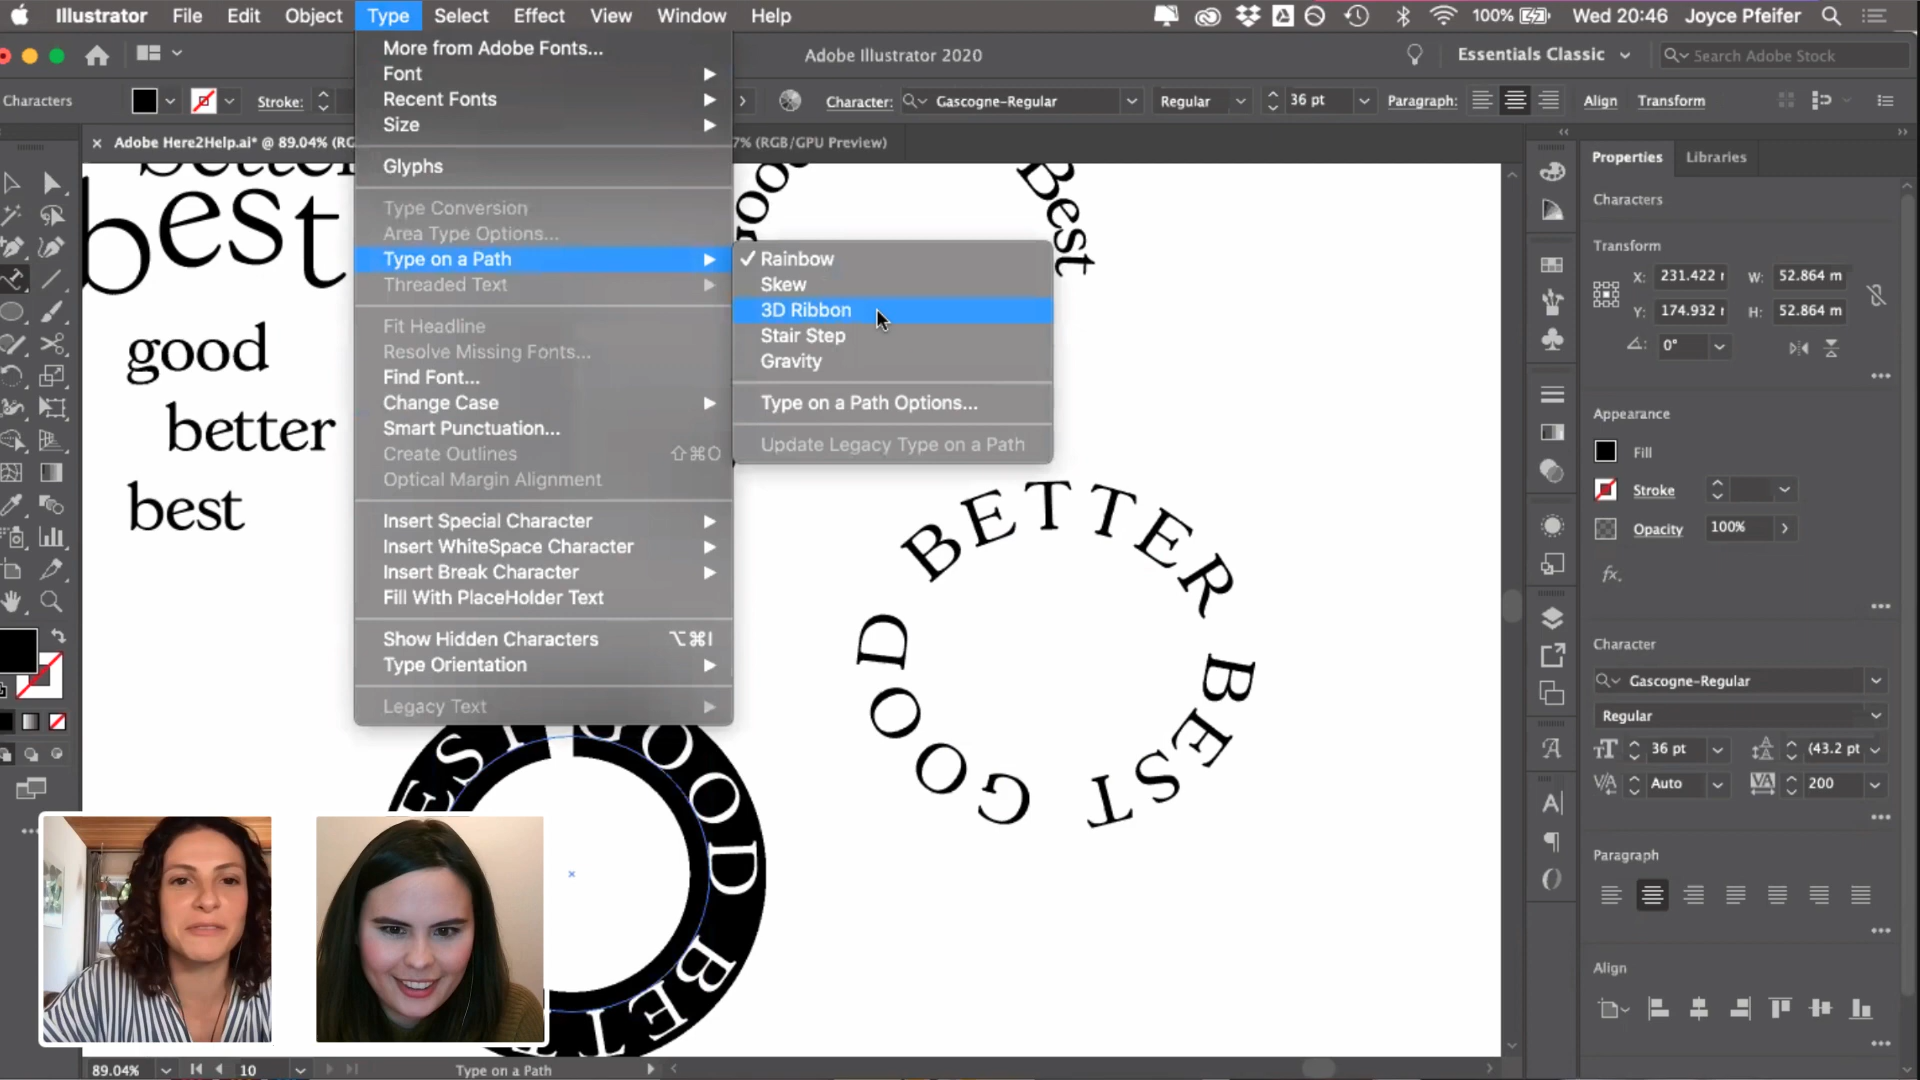 Illustrator File Edit Object Type Select Effect View Window Help 100% Wed 20:46 Joyce Pfeifer
Adobe Illustrator 2020 Essentials Classic Search Adobe Stock
Characters Stroke: Character: Gascogne-Regular Regular 36 pt Paragraph: Align Transform
Adobe Here2Help.ai* @ 89.04% (RG 7% (RGB/GPU Preview)
More from Adobe Fonts...
Font
Recent Fonts
Size
Glyphs
Type Conversion
Area Type Options...
Type on a Path
Threaded Text
Fit Headline
Resolve Missing Fonts...
Find Font...
Change Case
Smart Punctuation...
Create Outlines ⇧⌘O
Optical Margin Alignment
Insert Special Character
Insert WhiteSpace Character
Insert Break Character
Fill With PlaceHolder Text
Show Hidden Characters ⌥⌘I
Type Orientation
Legacy Text
✓ Rainbow
Skew
3D Ribbon
Stair Step
Gravity
Type on a Path Options...
Update Legacy Type on a Path
best
good
better
best
Best
GOOD BETTER BEST
GOOD
Properties Libraries
Characters
Transform
X: 231.422 W: 52.864 m
Y: 174.932 H: 52.864 m
0°
Appearance
Fill
Stroke
Opacity 100%
fx.
Character
Gascogne-Regular
Regular
36 pt (43.2 pt
Auto 200
Paragraph
Align
89.04% 10 Type on a Path